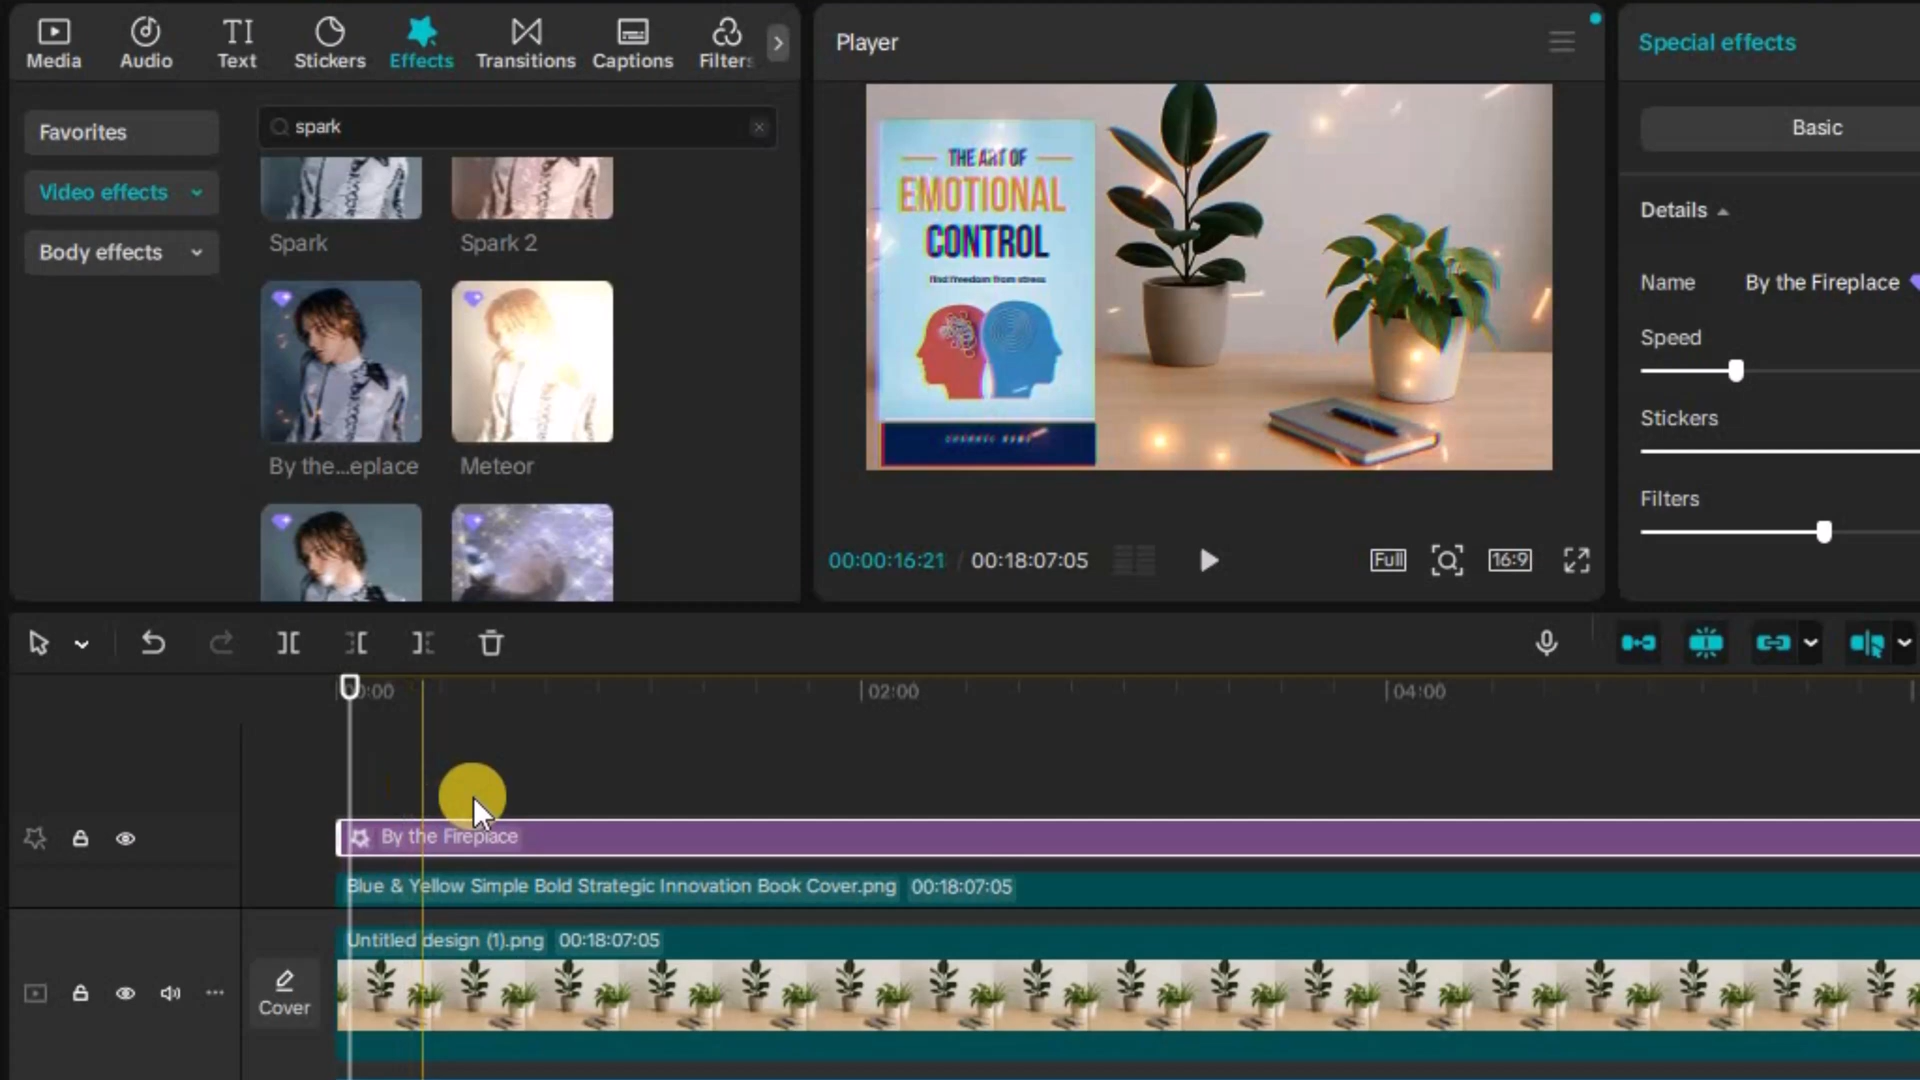 Media
Audio
Text
Stickers
Effects
Transitions
Captions
Filters
Player
Special effects
Favorites
Video effects
Body effects
spark
Spark
Spark 2
By the...eplace
Meteor
THE ART OF
EMOTIONAL
CONTROL
find freedom from stress
CHANNEL NAME
00:00:16:21 / 00:18:07:05
Full
16:9
Basic
Details
Name By the Fireplace
Speed
Stickers
Filters
00:00
02:00
04:00
By the Fireplace
Blue & Yellow Simple Bold Strategic Innovation Book Cover.png 00:18:07:05
Untitled design (1).png 00:18:07:05
Cover